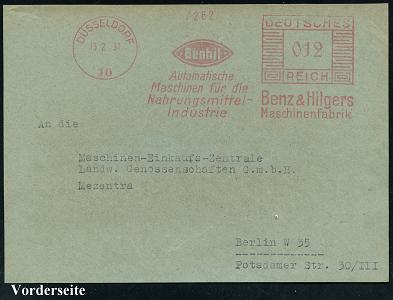 1262
DÜSSELDORF
13.2.37
10
Benhil
Automatische
Maschinen für die
Nahrungsmittel-
Industrie
DEUTSCHES
012
REICH
Benz & Hilgers
Maschinenfabrik
An die
Maschinen-Einkaufs-Zentrale
Landw. Genossenschaften G.m.b.H.
Mezentra
Berlin W 35
Potsdamer Str. 30/III
Vorderseite